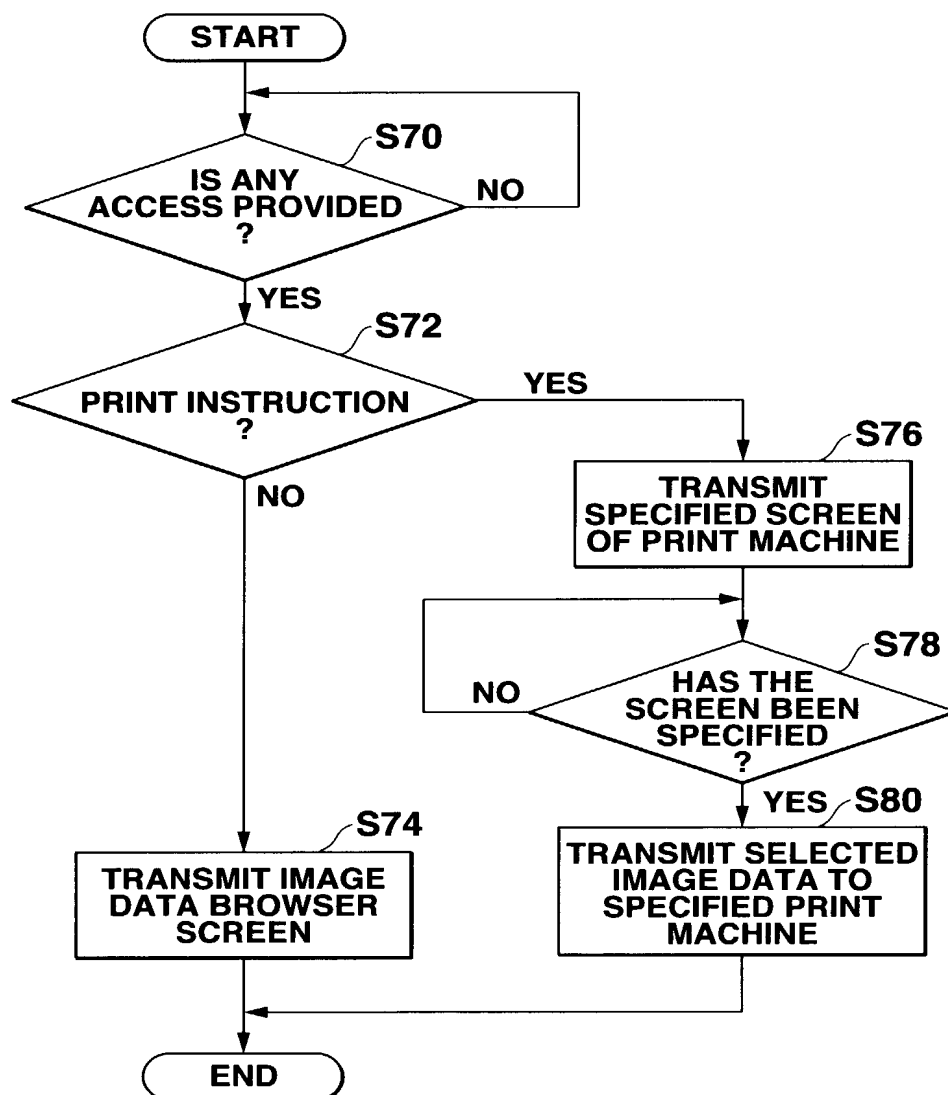 START
S70
IS ANY
ACCESS PROVIDED
?
NO
YES
S72
PRINT INSTRUCTION
?
YES
NO
S76
TRANSMIT
SPECIFIED SCREEN
OF PRINT MACHINE
S78
HAS THE
SCREEN BEEN
SPECIFIED
?
NO
YES
S80
TRANSMIT SELECTED
IMAGE DATA TO
SPECIFIED PRINT
MACHINE
S74
TRANSMIT IMAGE
DATA BROWSER
SCREEN
END